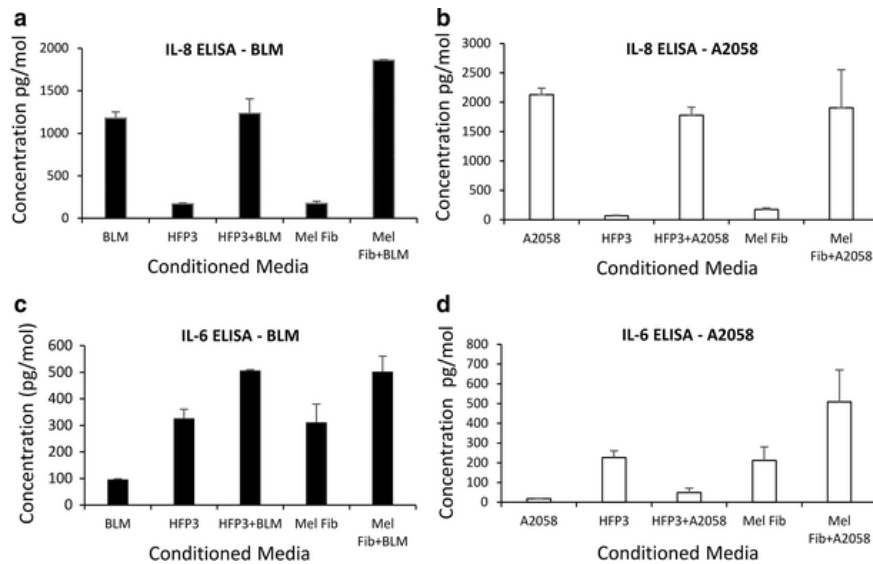 a
IL-8 ELISA - BLM
Concentration pg/mol
2000
1500
1000
500
0
BLM HFP3 HFP3+BLM Mel Fib Mel
Fib+BLM
Conditioned Media
b
IL-8 ELISA - A2058
Concentration pg/mol
3000
2500
2000
1500
1000
500
0
A2058 HFP3 HFP3+A2058 Mel Fib Mel
Fib+A2058
Conditioned Media
c
IL-6 ELISA - BLM
Concentration (pg/mol)
600
500
400
300
200
100
0
BLM HFP3 HFP3+BLM Mel Fib Mel
Fib+BLM
Conditioned Media
d
IL-6 ELISA - A2058
Concentration pg/mol
800
700
600
500
400
300
200
100
0
A2058 HFP3 HFP3+A2058 Mel Fib Mel
Fib+A2058
Conditioned Media